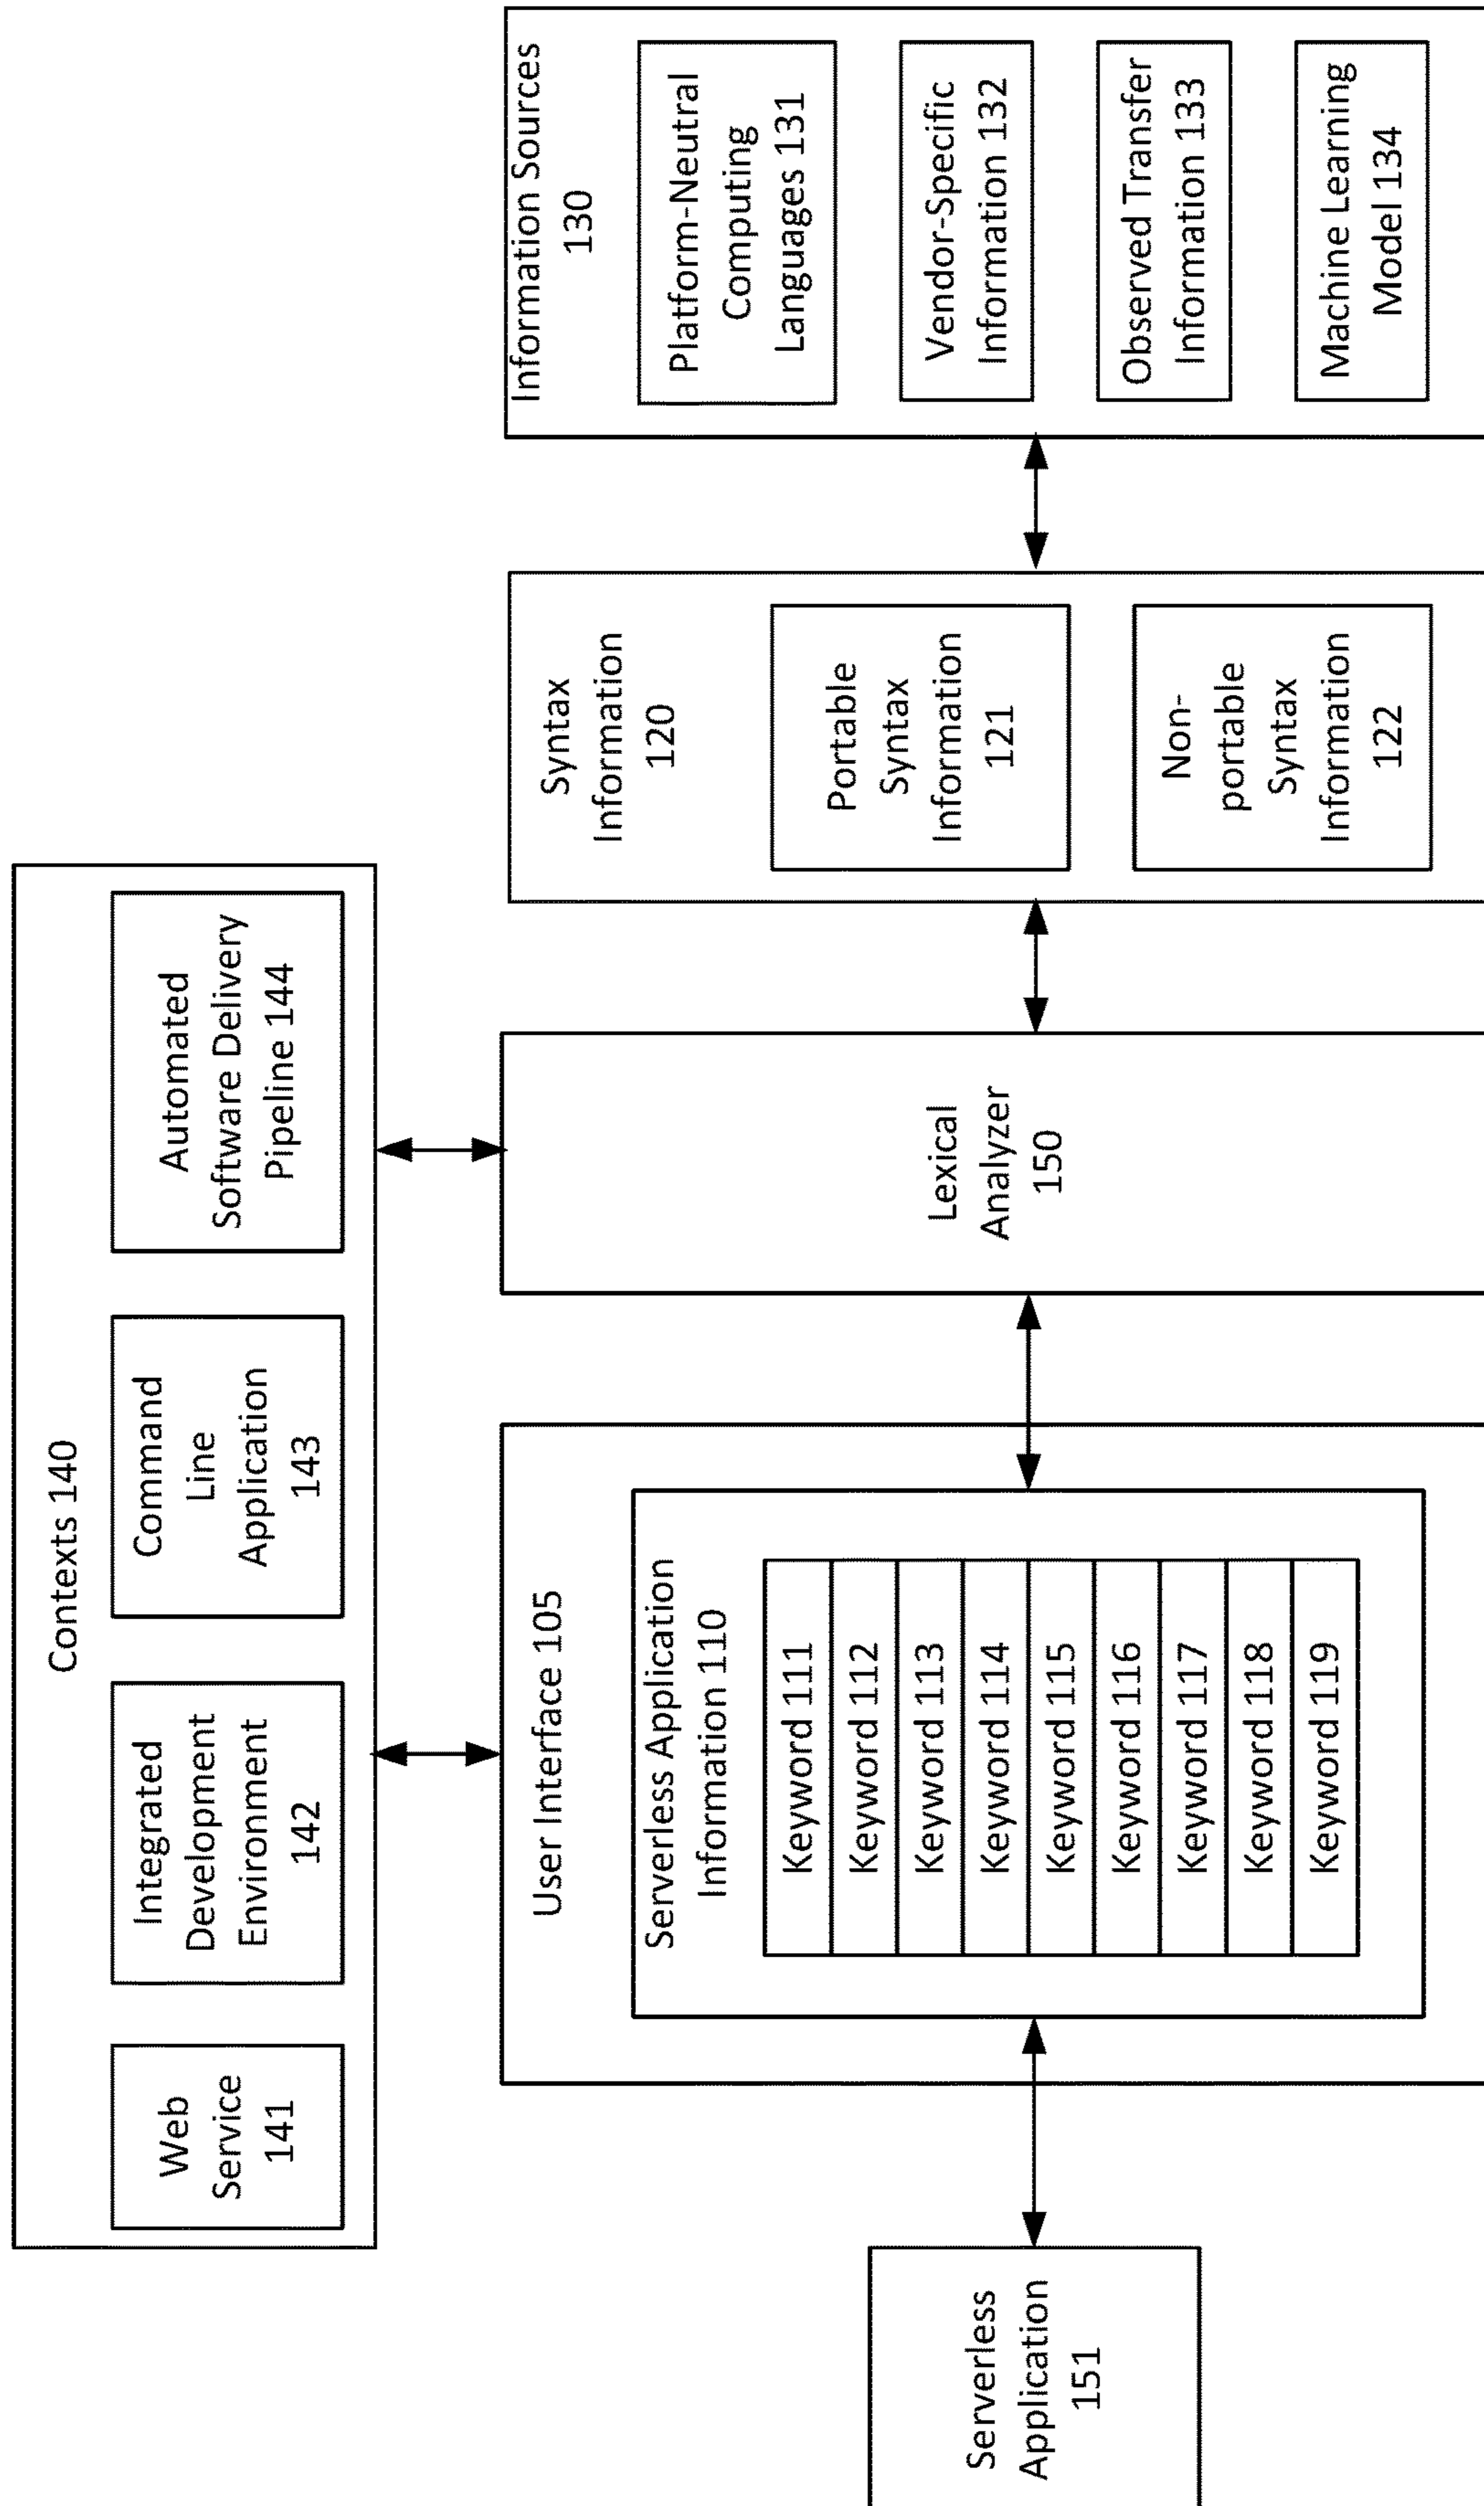 Contexts 140
Web
Service
141
Integrated
Development
Environment
142
Command
Line
Application
143
Automated
Software Delivery
Pipeline 144
Serverless
Application
151
User Interface 105
Serverless Application
Information 110
Keyword 111
Keyword 112
Keyword 113
Keyword 114
Keyword 115
Keyword 116
Keyword 117
Keyword 118
Keyword 119
Lexical
Analyzer
150
Syntax
Information
120
Portable
Syntax
Information
121
Non-
portable
Syntax
Information
122
Information Sources
130
Platform-Neutral
Computing
Languages 131
Vendor-Specific
Information 132
Observed Transfer
Information 133
Machine Learning
Model 134